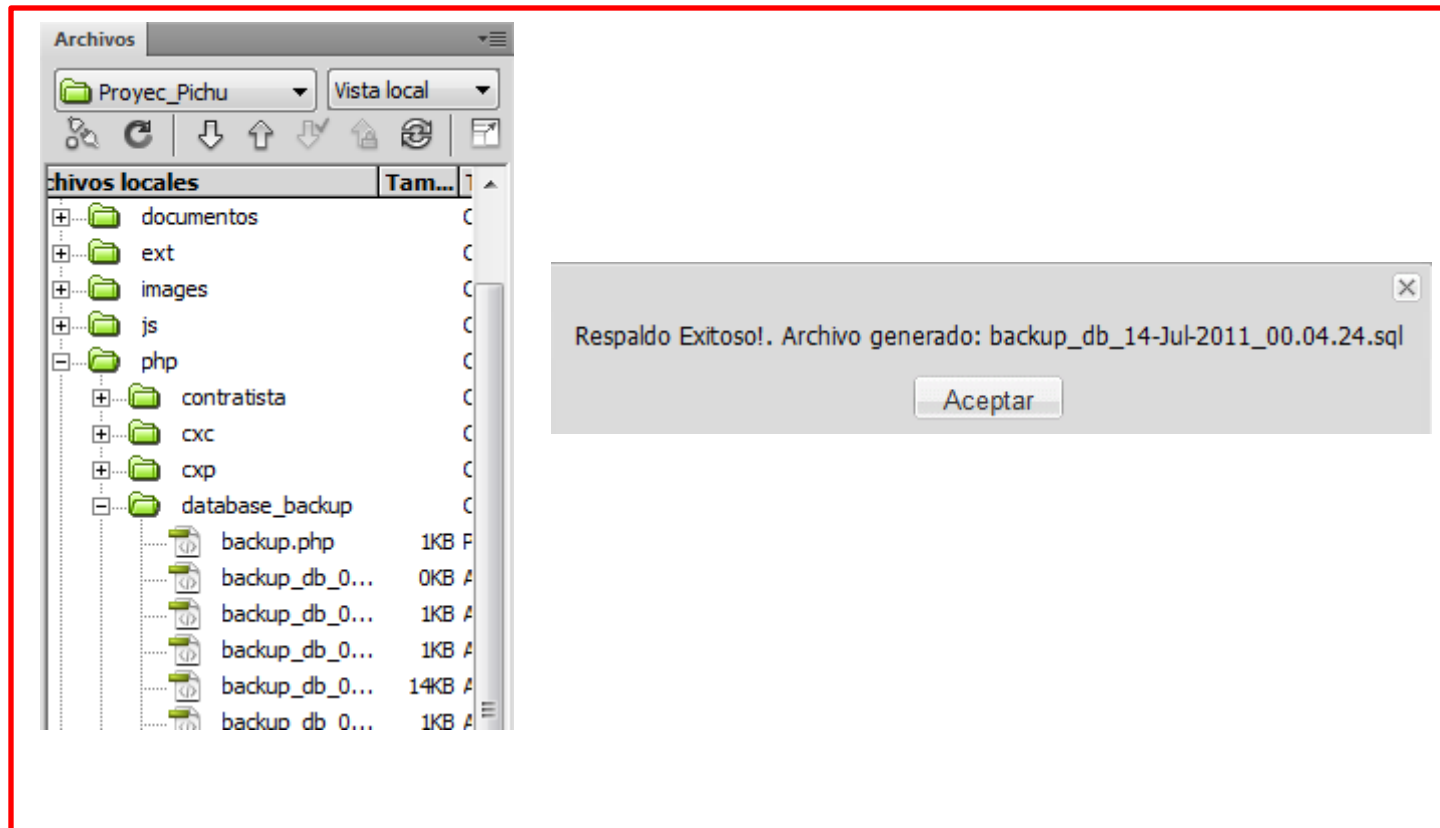 Archivos
Proyec_Pichu Vista local
chivos locales Tam...
documentos
ext
images
js
php
contratista
cxc
cxp
database_backup
backup.php 1KB
backup_db_0... 0KB
backup_db_0... 1KB
backup_db_0... 1KB
backup_db_0... 14KB
backup_db_0... 1KB
Respaldo Exitoso!. Archivo generado: backup_db_14-Jul-2011_00.04.24.sql
Aceptar